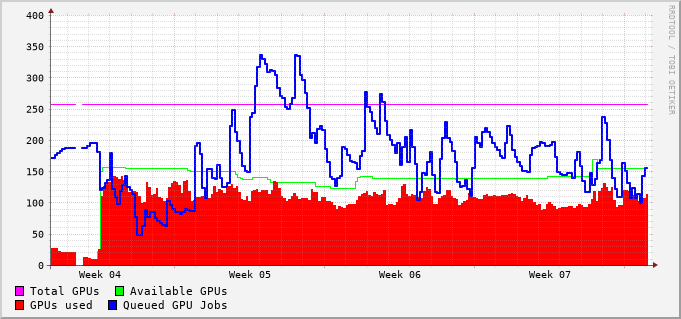 400
350
300
250
200
150
100
50
0
Week 04 Week 05 Week 06 Week 07
Total GPUs Available GPUs
GPUs used Queued GPU Jobs
RRDTOOL / TOBI OETIKER